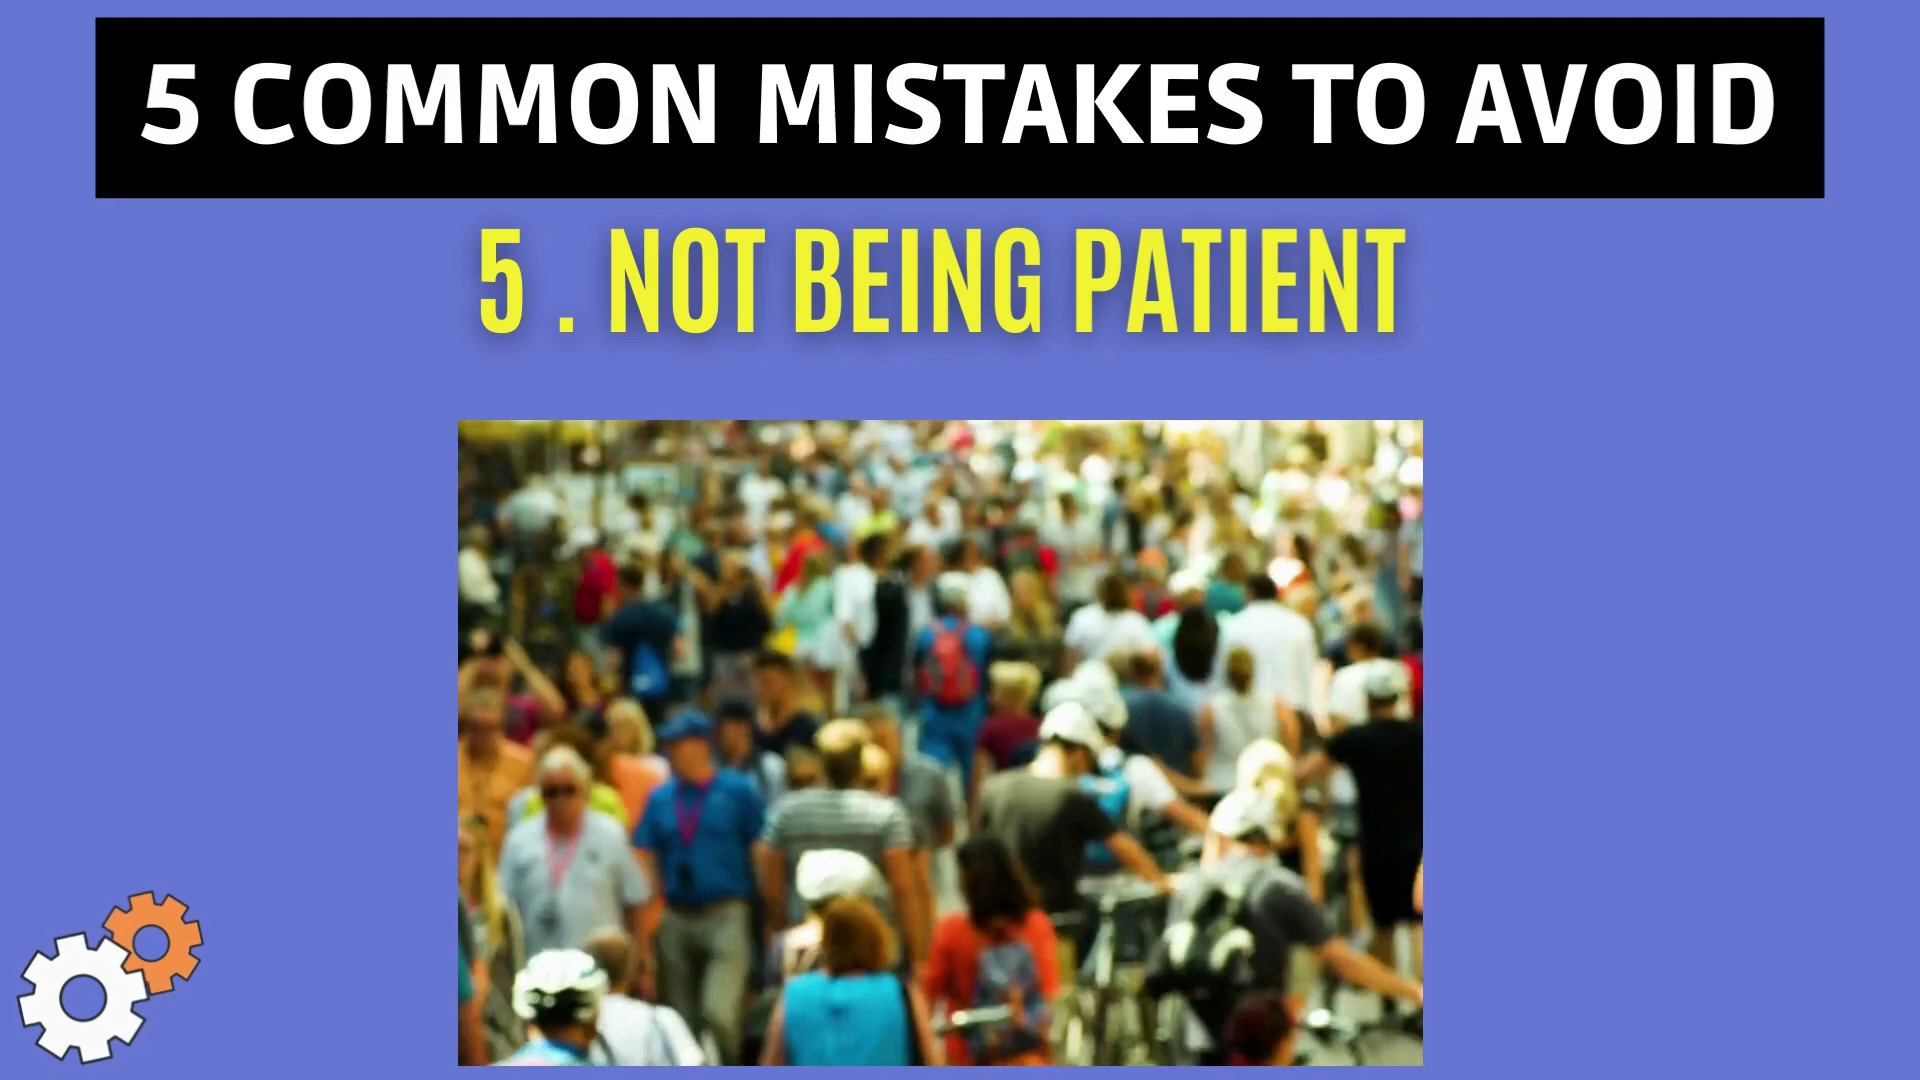 5 COMMON MISTAKES TO AVOID
5 . NOT BEING PATIENT